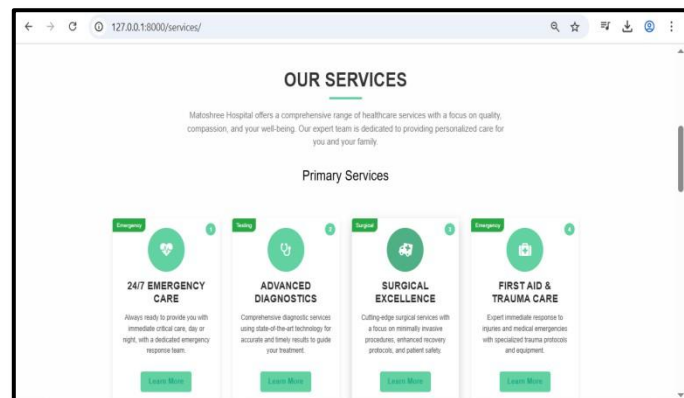 127.0.0.1:8000/services/
OUR SERVICES
Matoshree Hospital offers a comprehensive range of healthcare services with a focus on quality,
compassion, and your well-being. Our expert team is dedicated to providing personalized care for
you and your family.
Primary Services
Emergency
1
24/7 EMERGENCY
CARE
Always ready to provide you with
immediate critical care, day or
night, with a dedicated emergency
response team.
Learn More
Testing
2
ADVANCED
DIAGNOSTICS
Comprehensive diagnostic services
using state-of-the-art technology for
accurate and timely results to guide
your treatment.
Learn More
Surgical
3
SURGICAL
EXCELLENCE
Cutting-edge surgical services with
a focus on minimally invasive
procedures, enhanced recovery
protocols, and patient safety.
Learn More
Emergency
4
FIRST AID &
TRAUMA CARE
Expert immediate response to
injuries and medical emergencies
with specialized trauma protocols
and equipment.
Learn More